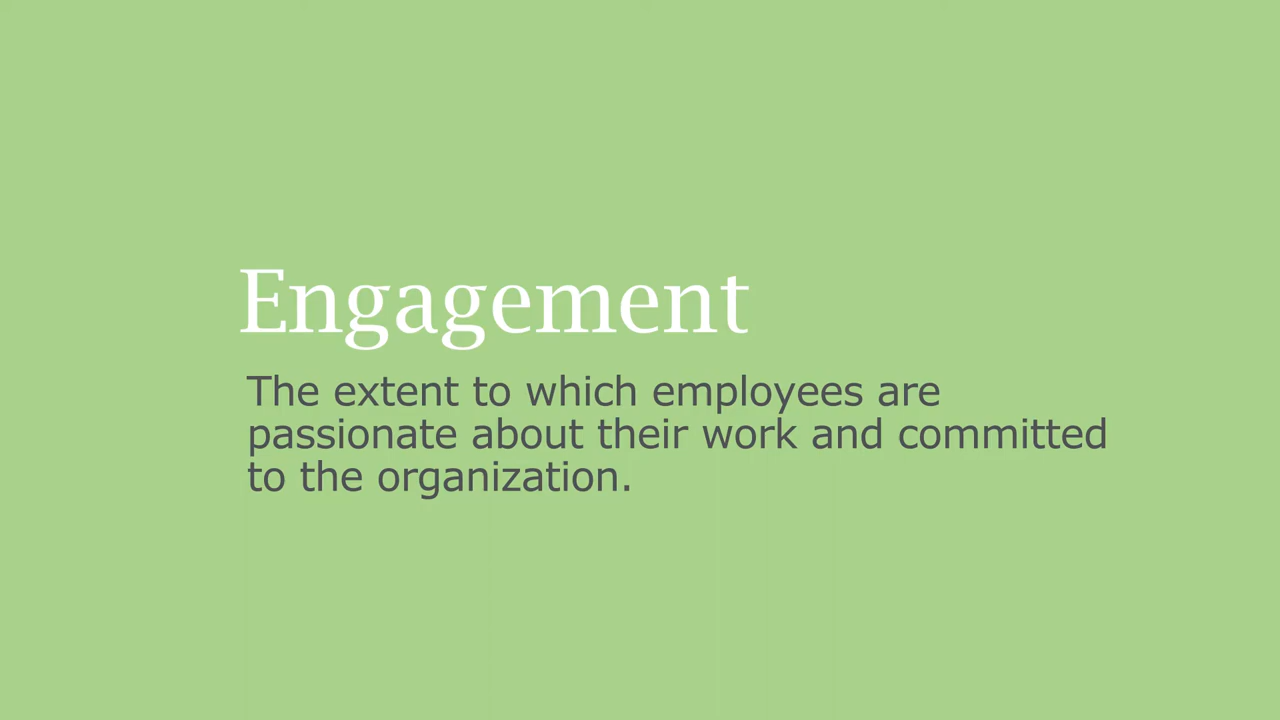 Engagement
The extent to which employees are
passionate about their work and committed
to the organization.